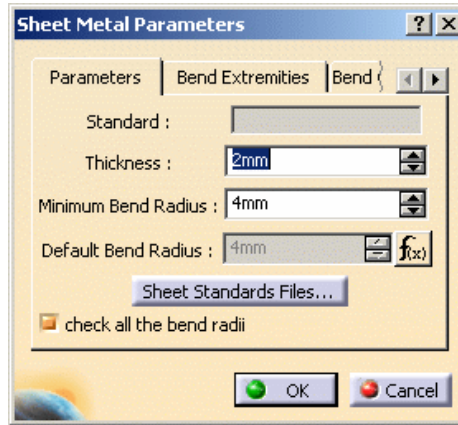 Sheet Metal Parameters
Parameters Bend Extremities Bend
Standard :
Thickness : 2mm
Minimum Bend Radius : 4mm
Default Bend Radius : 4mm f(x)
Sheet Standards Files...
check all the bend radii
OK Cancel